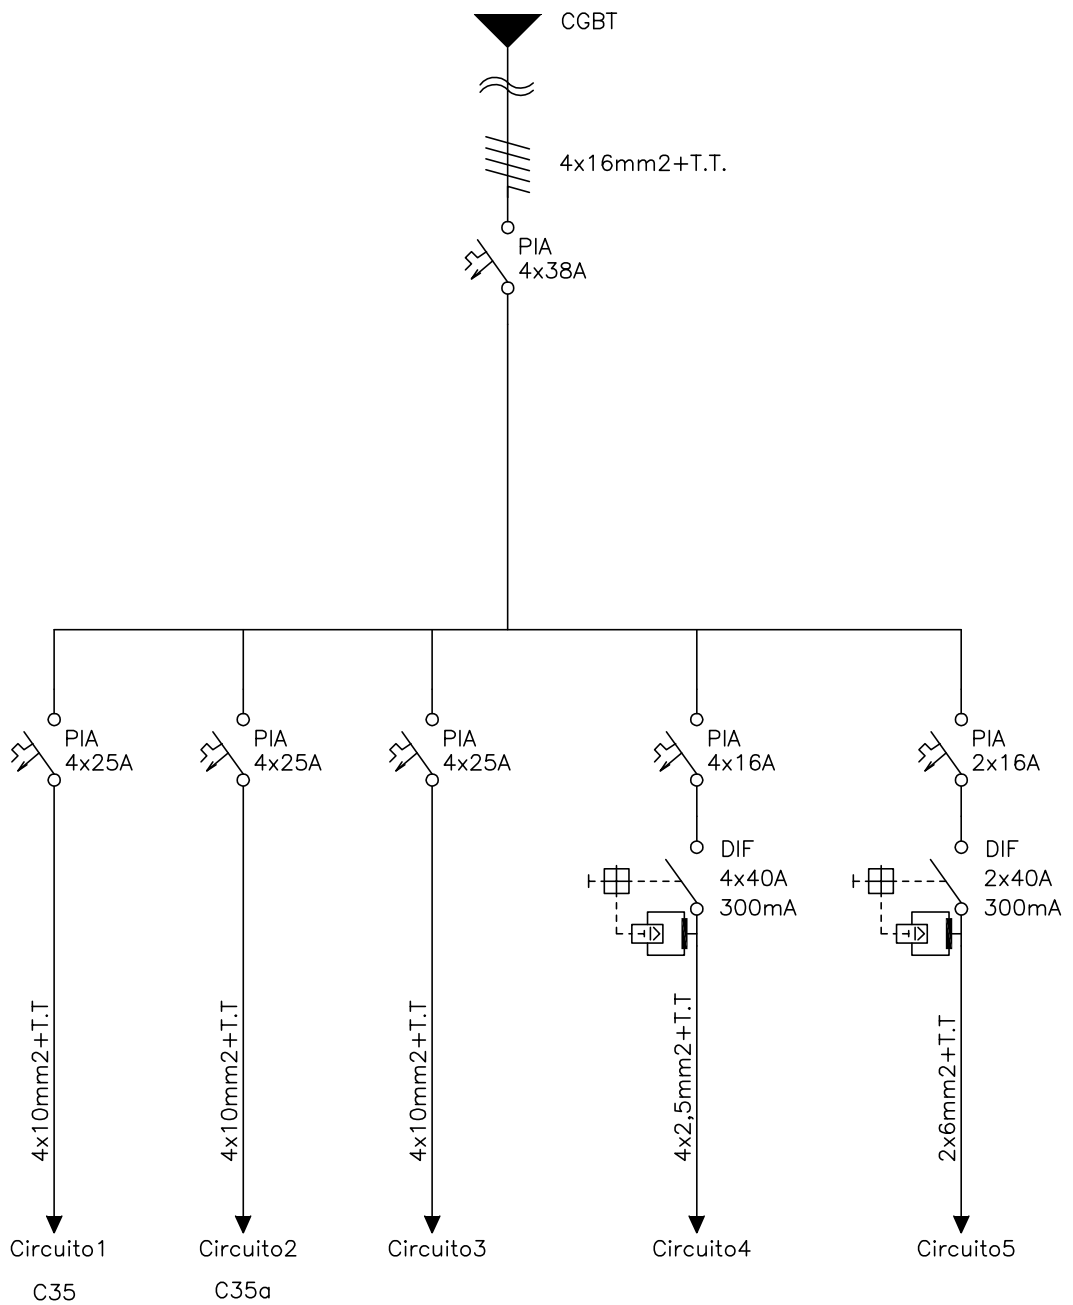 CGBT
4x16mm2+T.T.
PIA
4x38A
PIA
4x25A
PIA
4x25A
PIA
4x25A
PIA
4x16A
PIA
2x16A
DIF
4x40A
300mA
DIF
2x40A
300mA
4x10mm2+T.T
4x10mm2+T.T
4x10mm2+T.T
4x2,5mm2+T.T
2x6mm2+T.T
Circuito1
C35
Circuito2
C35a
Circuito3
Circuito4
Circuito5